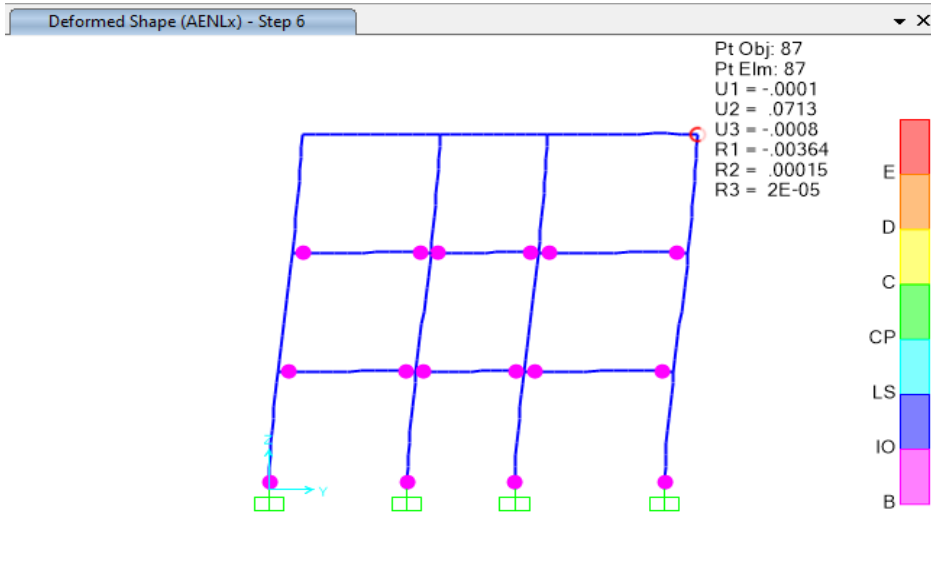 Deformed Shape (AENLx) - Step 6
Pt Obj: 87
Pt Elm: 87
U1 = -.0001
U2 = .0713
U3 = -.0008
R1 = -.00364
R2 = .00015
R3 = 2E-05
E
D
C
CP
LS
IO
B
Z
Y